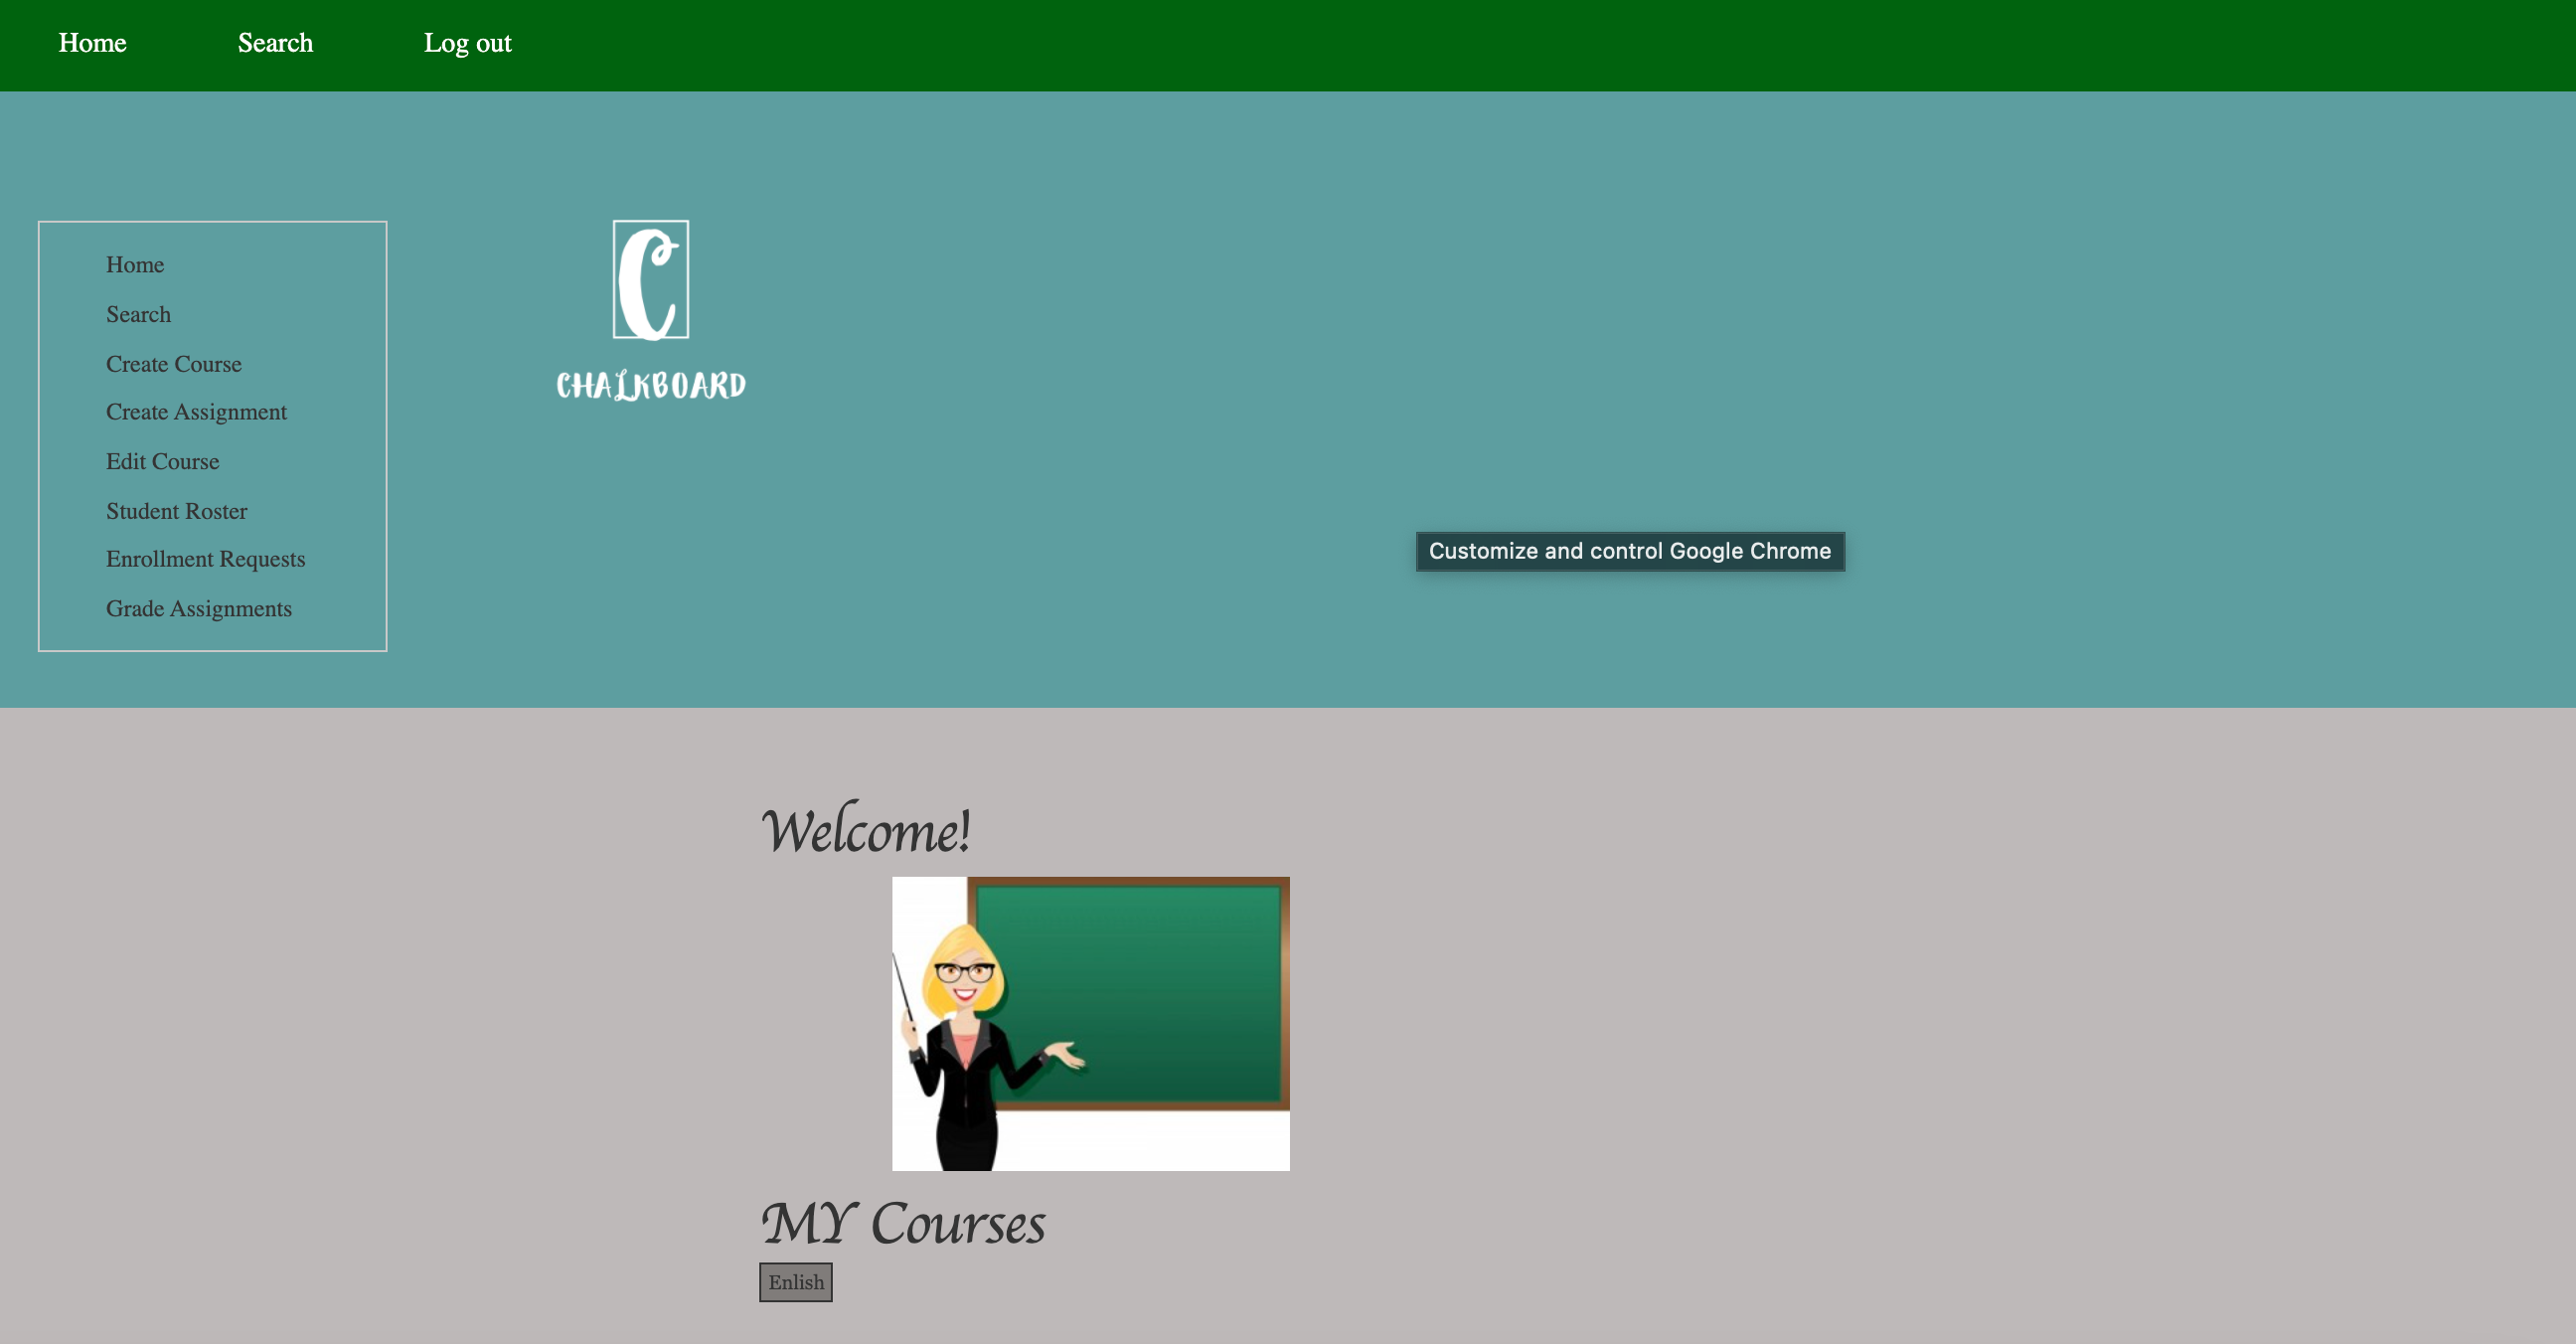 Home Search Log out
Home
Search
Create Course
Create Assignment
Edit Course
Student Roster
Enrollment Requests
Grade Assignments
C
CHALKBOARD
Customize and control Google Chrome
Welcome!
MY Courses
Enlish